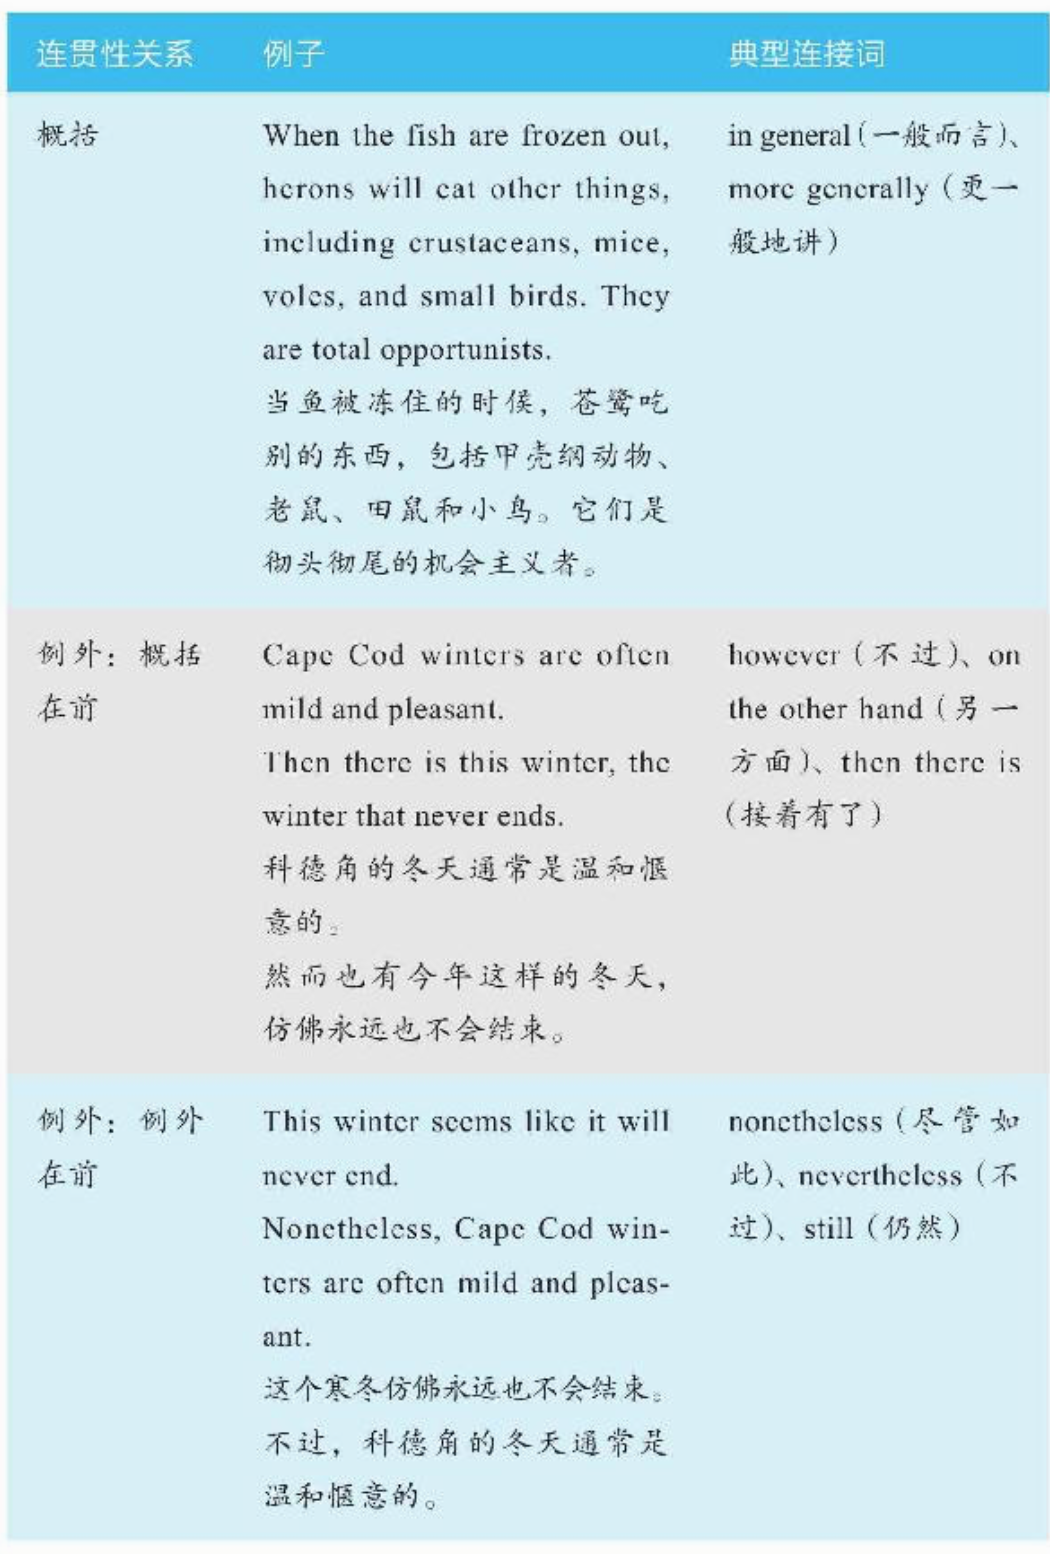 连贯性关系 例子 典型连接词
概括
When the fish are frozen out,
herons will eat other things,
including crustaceans, mice,
voles, and small birds. They
are total opportunists.
当鱼被冻住的时候，苍鹭吃
别的东西，包括甲壳纲动物、
老鼠、田鼠和小鸟。它们是
彻头彻尾的机会主义者。
in general（一般而言）、
more generally（更一
般地讲）
例外：概括
在前
Cape Cod winters are often
mild and pleasant.
Then there is this winter, the
winter that never ends.
科德角的冬天通常是温和惬
意的。
然而也有今年这样的冬天，
仿佛永远也不会结束。
however（不过）、on
the other hand（另一
方面）、then there is
（接着有了）
例外：例外
在前
This winter seems like it will
never end.
Nonetheless, Cape Cod win-
ters are often mild and pleas-
ant.
这个寒冬仿佛永远也不会结束。
不过，科德角的冬天通常是
温和惬意的。
nonetheless（尽管如
此）、nevertheless（不
过）、still（仍然）